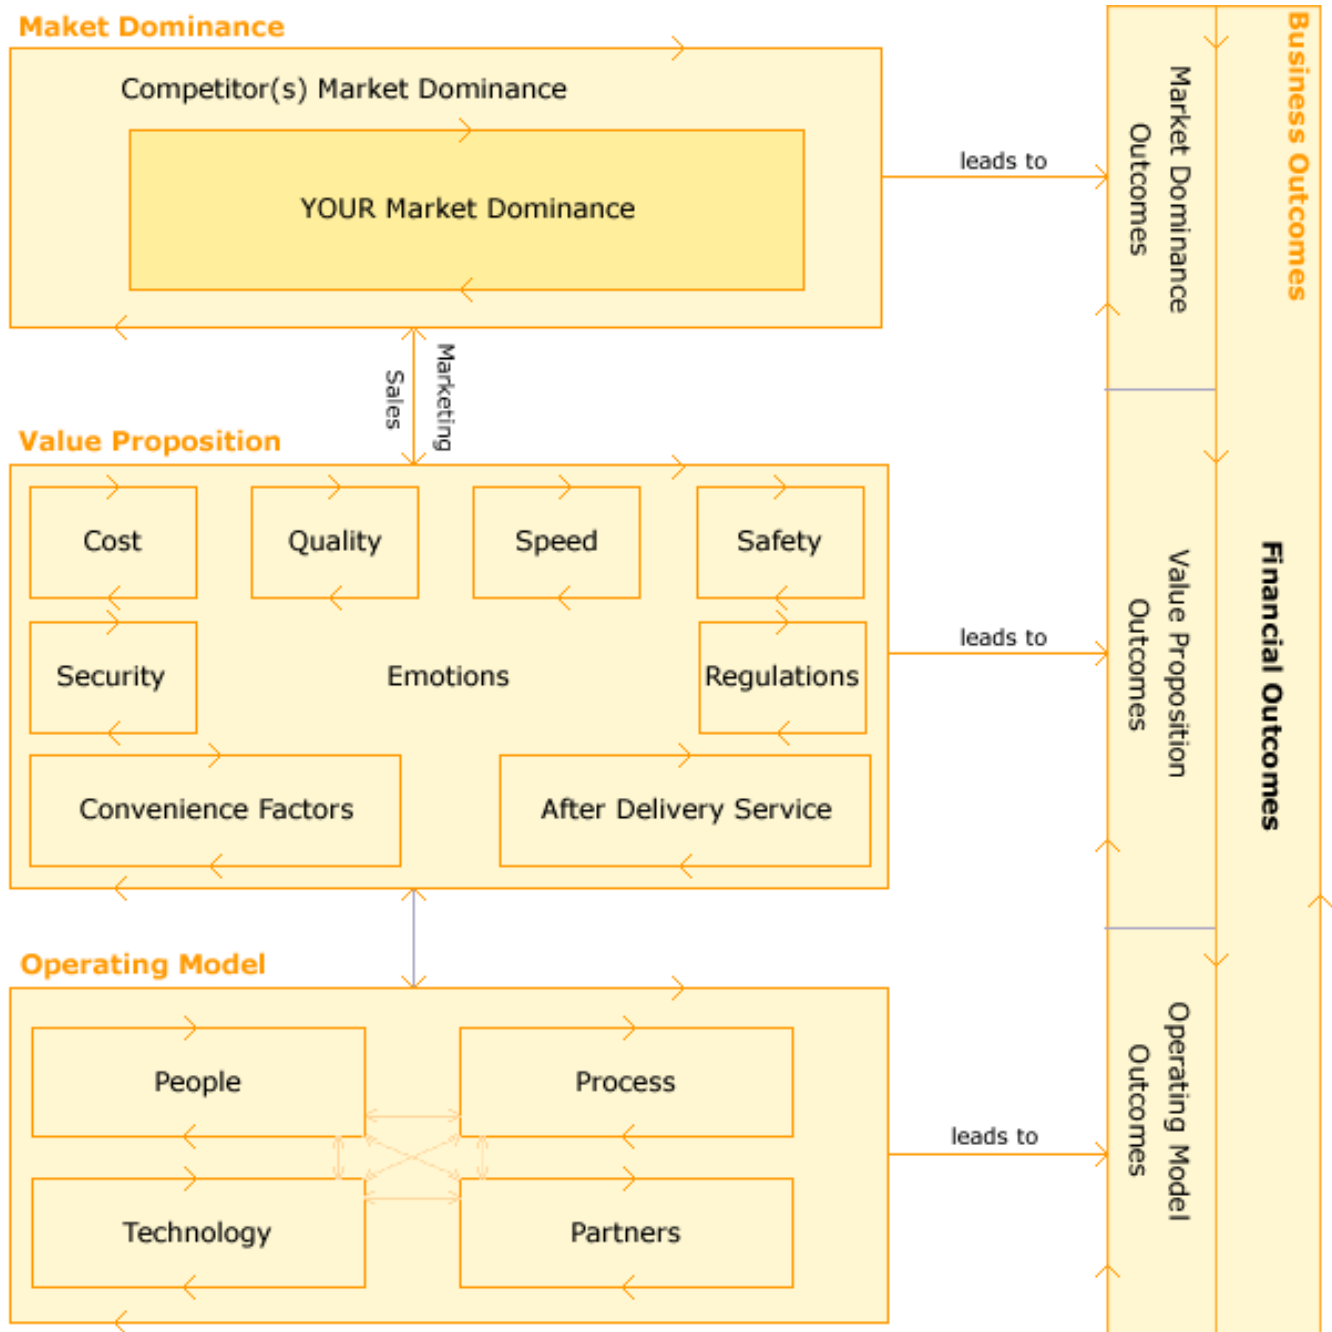 Maket Dominance
Competitor(s) Market Dominance
YOUR Market Dominance
leads to
Marketing
Sales
Value Proposition
Cost
Quality
Speed
Safety
Security
Emotions
Regulations
Convenience Factors
After Delivery Service
leads to
Operating Model
People
Process
Technology
Partners
leads to
Business Outcomes
Market Dominance
Outcomes
Value Proposition
Outcomes
Operating Model
Outcomes
Financial Outcomes